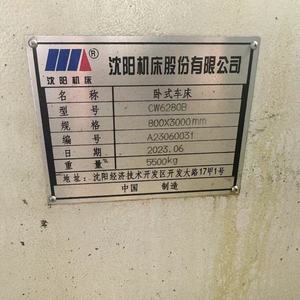 沈阳机床股份有限公司
®
沈阳机床
名称 卧式车床
型号 CW6280B
规格 800X3000mm
编号 A23060031
日期 2023.06
重量 5500kg
地址:沈阳经济技术开发区开发大路17甲1号
中国 制造